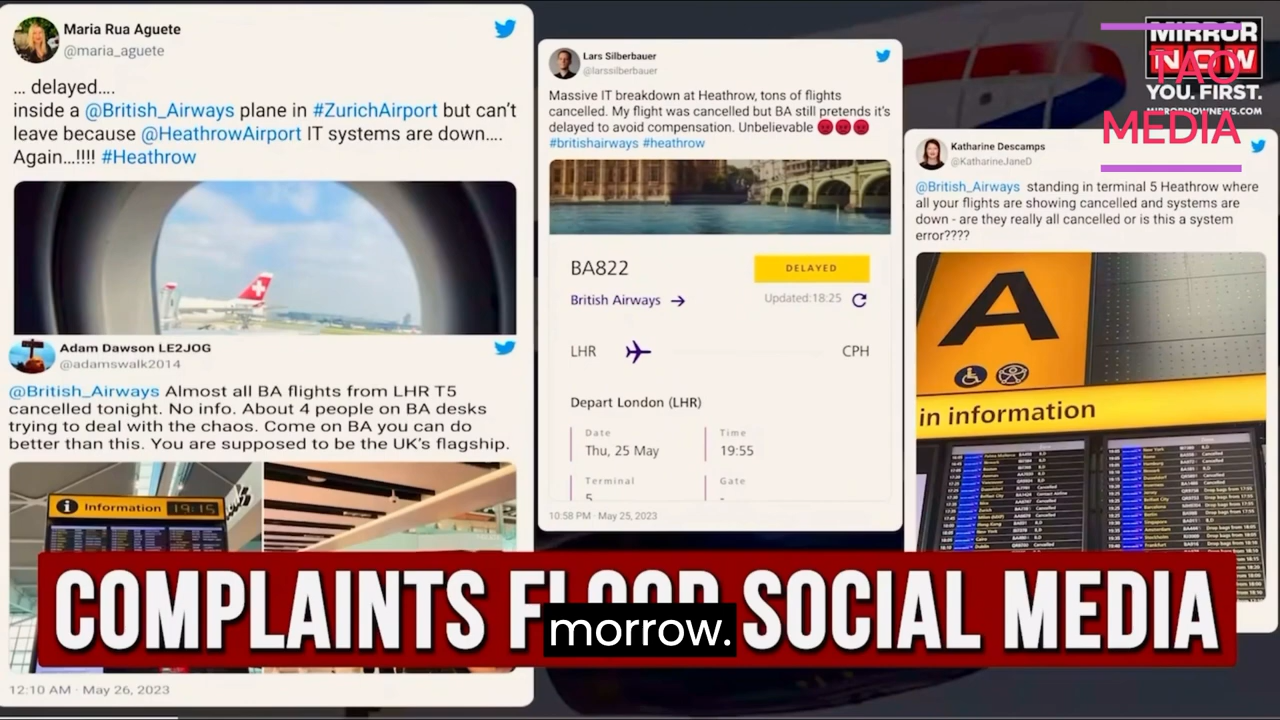 Maria Rua Aguete
@maria_aguete
... delayed....
inside a @British_Airways plane in #ZurichAirport but can't
leave because @HeathrowAirport IT systems are down....
Again...!!!! #Heathrow
Adam Dawson LE2JOG
@adamswalk2014
@British_Airways Almost all BA flights from LHR T5
cancelled tonight. No info. About 4 people on BA desks
trying to deal with the chaos. Come on BA you can do
better than this. You are supposed to be the UK's flagship.
Information 19:15
12:10 AM · May 26, 2023
Lars Silberbauer
@larssilberbauer
Massive IT breakdown at Heathrow, tons of flights
cancelled. My flight was cancelled but BA still pretends it's
delayed to avoid compensation. Unbelievable 😡😡😡
#britishairways #heathrow
BA822
DELAYED
British Airways →
Updated:18:25
LHR
CPH
Depart London (LHR)
Date
Time
Thu, 25 May
19:55
Terminal
Gate
5
-
10:58 PM · May 25, 2023
MIRROR
NOW
YOU. FIRST.
MIRRORNOWNEWS.COM
TAO
MEDIA
Katharine Descamps
@KatharineJaneD
@British_Airways standing in terminal 5 Heathrow where
all your flights are showing cancelled and systems are
down - are they really all cancelled or is this a system
error????
A
in information
COMPLAINTS FLOOD SOCIAL MEDIA
morrow.